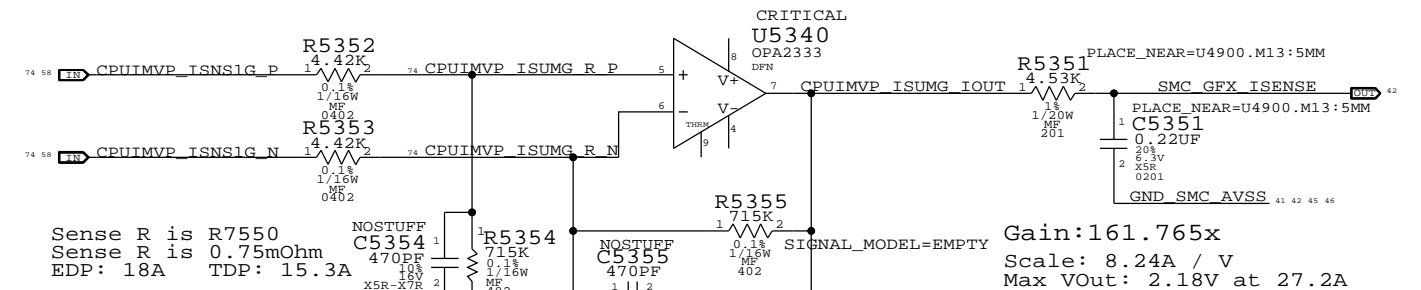 CRITICAL
U5340
OPA2333
DFN
R5352
4.42K
1 2
0.1%
1/16W
MF
0402
74 58 IN CPUIMVP_ISNS1G_P
74 CPUIMVP_ISUMG_R_P
5
+
8
V+
6
-
V-
THRM
9
4
7
CPUIMVP_ISUMG_IOUT
PLACE_NEAR=U4900.M13:5MM
R5351
4.53K
1 2
1%
1/20W
MF
201
SMC_GFX_ISENSE
OUT 42
PLACE_NEAR=U4900.M13:5MM
1
C5351
0.22UF
20%
6.3V
2
X5R
0201
GND_SMC_AVSS 41 42 45 46
R5353
4.42K
1 2
0.1%
1/16W
MF
0402
74 58 IN CPUIMVP_ISNS1G_N
74 CPUIMVP_ISUMG_R_N
Sense R is R7550
Sense R is 0.75mOhm
EDP: 18A TDP: 15.3A
NOSTUFF
C5354
1
470PF
10%
16V
2
X5R-X7R
1
R5354
715K
0.1%
1/16W
MF
NOSTUFF
C5355
470PF
1 2
R5355
715K
1 2
0.1%
1/16W
MF
402
SIGNAL_MODEL=EMPTY
Gain:161.765x
Scale: 8.24A / V
Max VOut: 2.18V at 27.2A